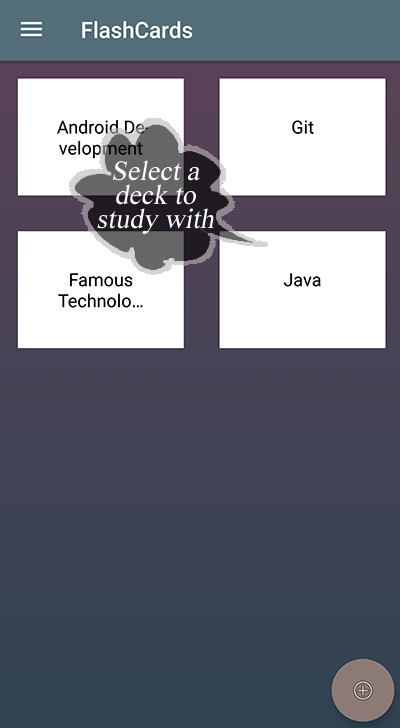 FlashCards
Android De-
velopment
Git
Select a
deck to
study with
Famous
Technolo…
Java